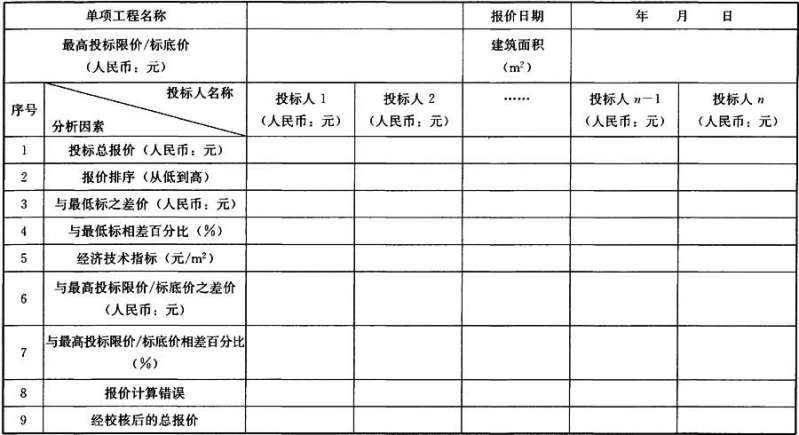 单项工程名称 报价日期 年 月 日
最高投标限价/标底价 建筑面积
(人民币：元) (m²)
序号 投标人名称 投标人 1 投标人 2 …… 投标人 n－1 投标人 n
分析因素 (人民币：元) (人民币：元) (人民币：元) (人民币：元)
1 投标总报价（人民币：元）
2 报价排序（从低到高）
3 与最低标之差价（人民币：元）
4 与最低标相差百分比（%）
5 经济技术指标（元/m²）
6 与最高投标限价/标底价之差价
（人民币：元）
7 与最高投标限价/标底价相差百分比
（%）
8 报价计算错误
9 经校核后的总报价